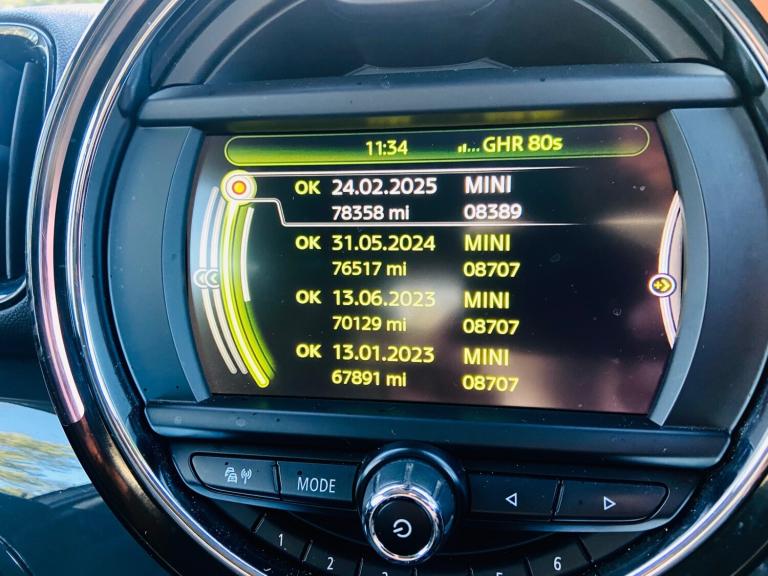 11:34 GHR 80s
OK 24.02.2025 MINI
78358 mi 08389
OK 31.05.2024 MINI
76517 mi 08707
OK 13.06.2023 MINI
70129 mi 08707
OK 13.01.2023 MINI
67891 mi 08707
MODE
1 2 3 6